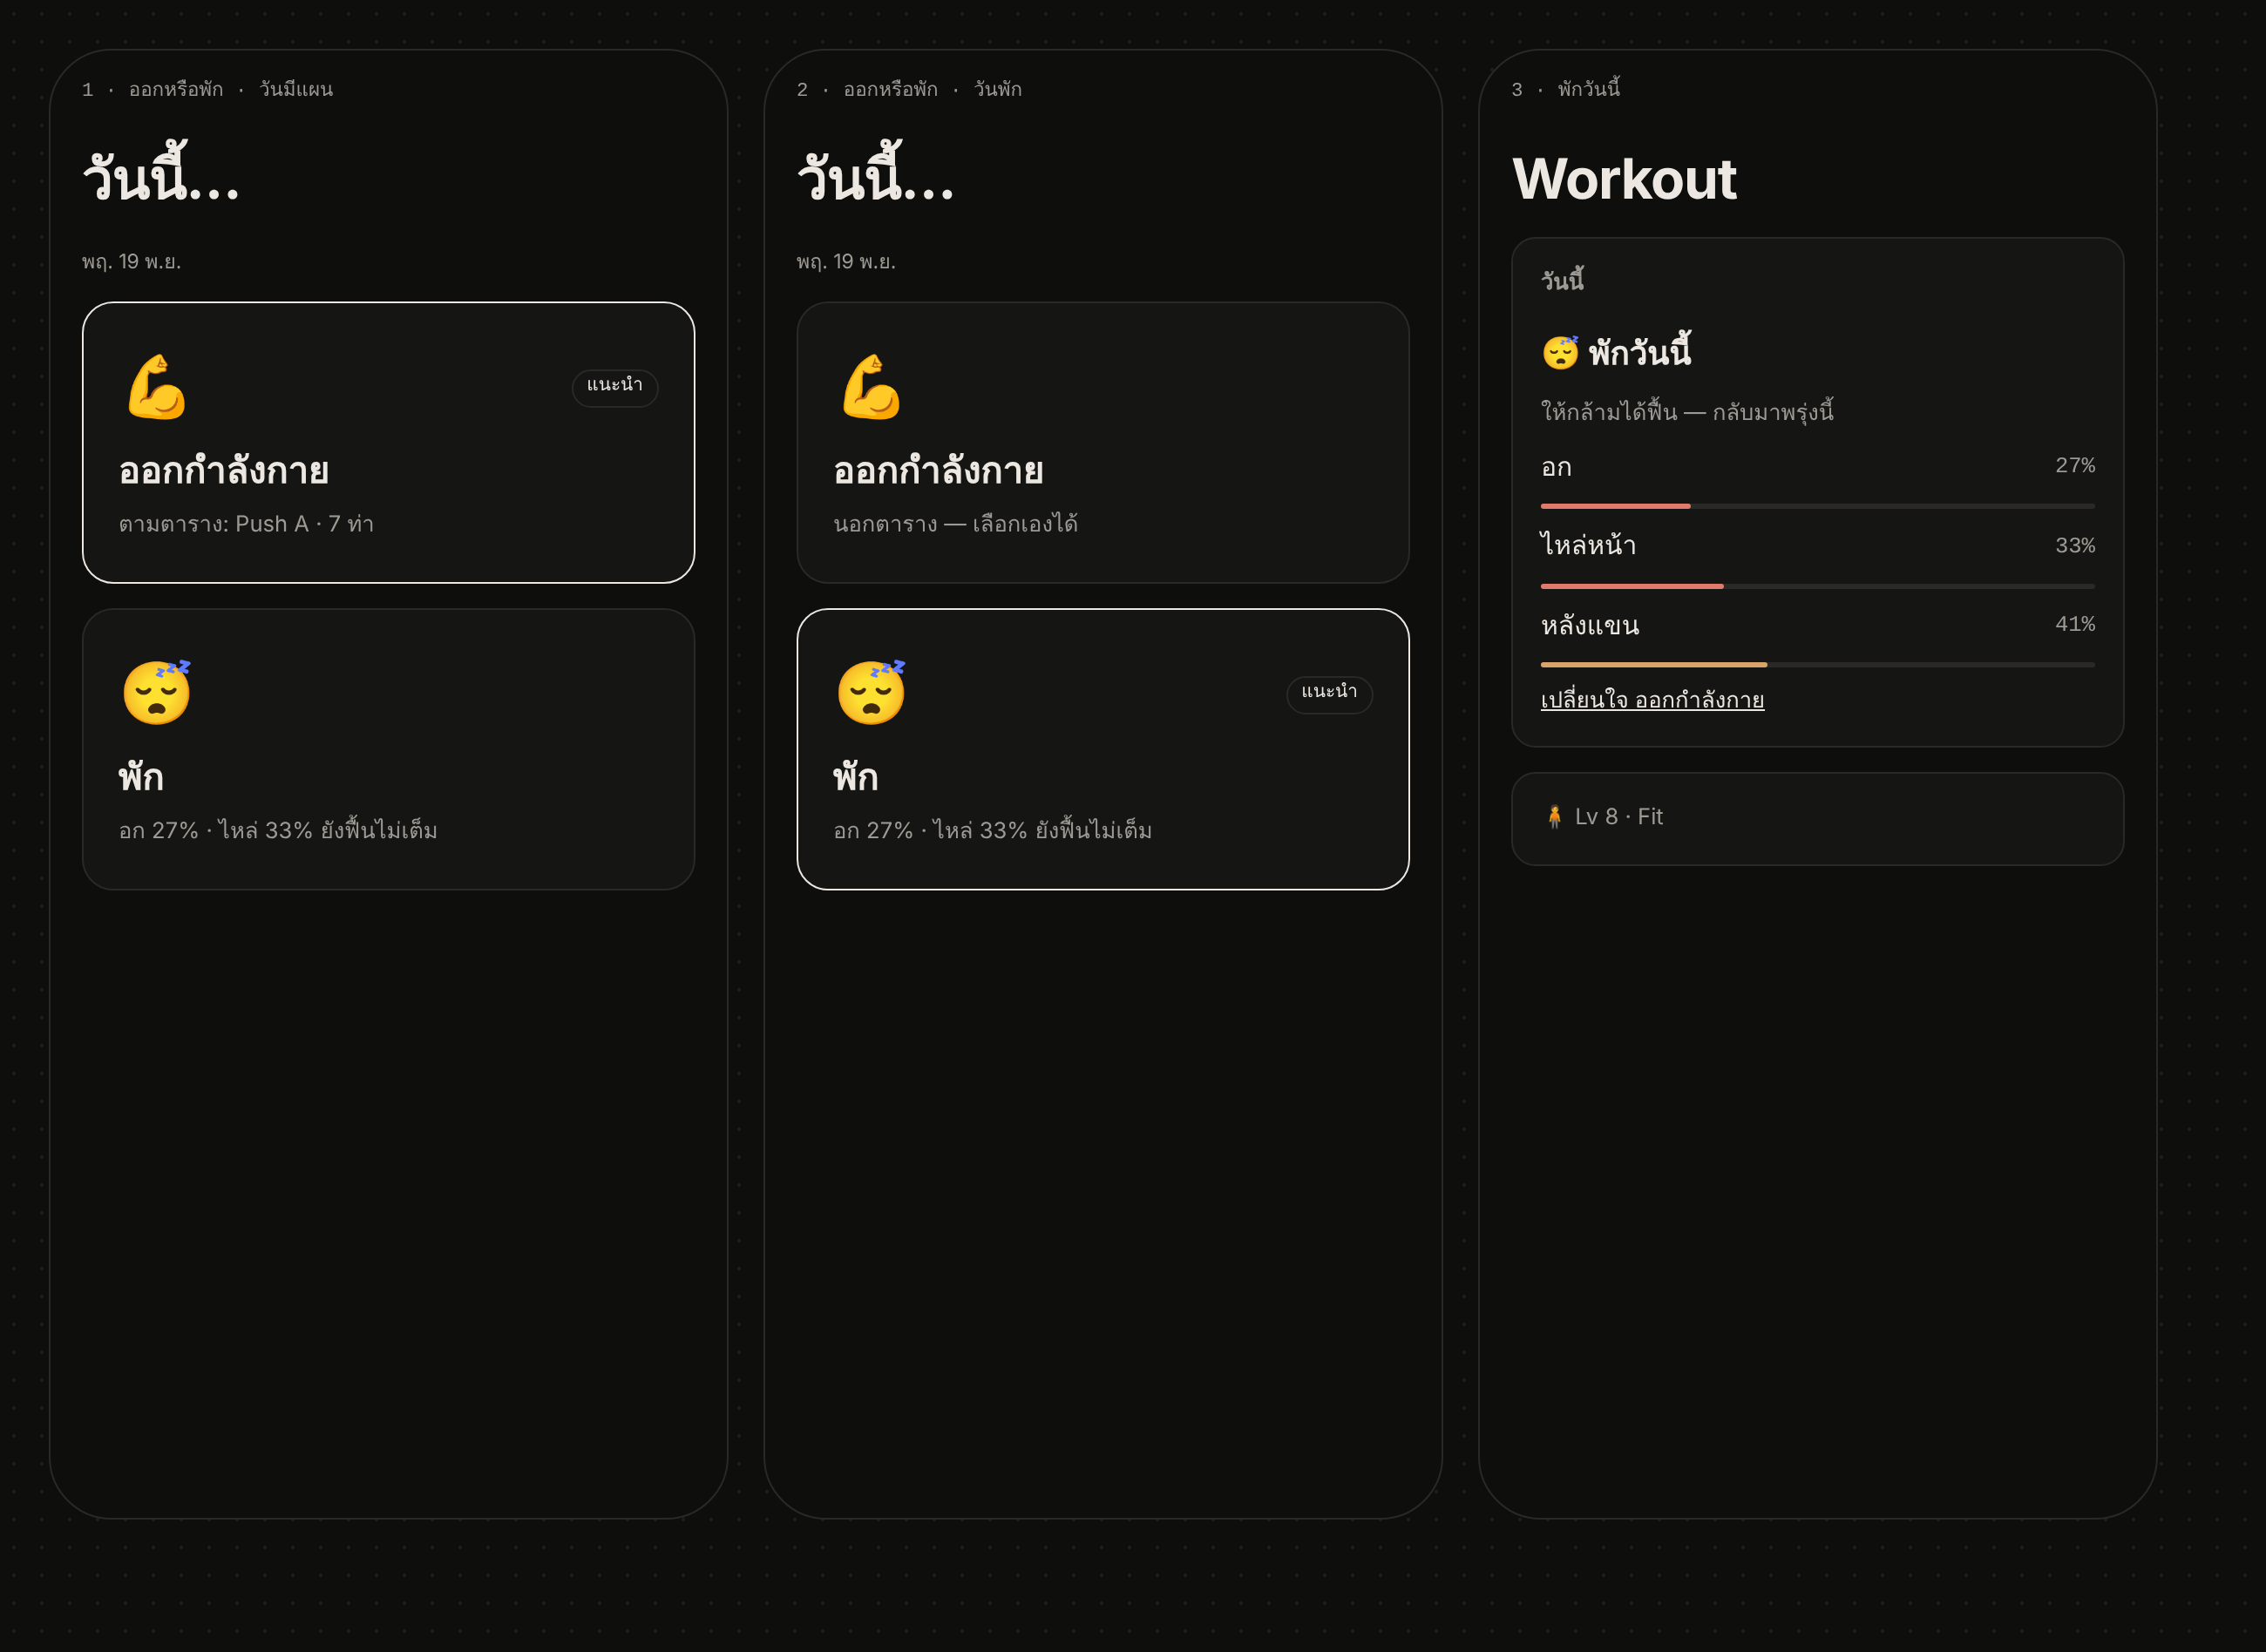 1 · ออกหรือพัก · วันมีแผน
วันนี้...
พฤ. 19 พ.ย.
แนะนำ
ออกกำลังกาย
ตามตาราง: Push A · 7 ท่า
พัก
อก 27% · ไหล่ 33% ยังฟื้นไม่เต็ม
2 · ออกหรือพัก · วันพัก
วันนี้...
พฤ. 19 พ.ย.
ออกกำลังกาย
นอกตาราง — เลือกเองได้
แนะนำ
พัก
อก 27% · ไหล่ 33% ยังฟื้นไม่เต็ม
3 · พักวันนี้
Workout
วันนี้
😴 พักวันนี้
ให้กล้ามได้ฟื้น — กลับมาพรุ่งนี้
อก 27%
ไหล่หน้า 33%
หลังแขน 41%
เปลี่ยนใจ ออกกำลังกาย
🧍 Lv 8 · Fit